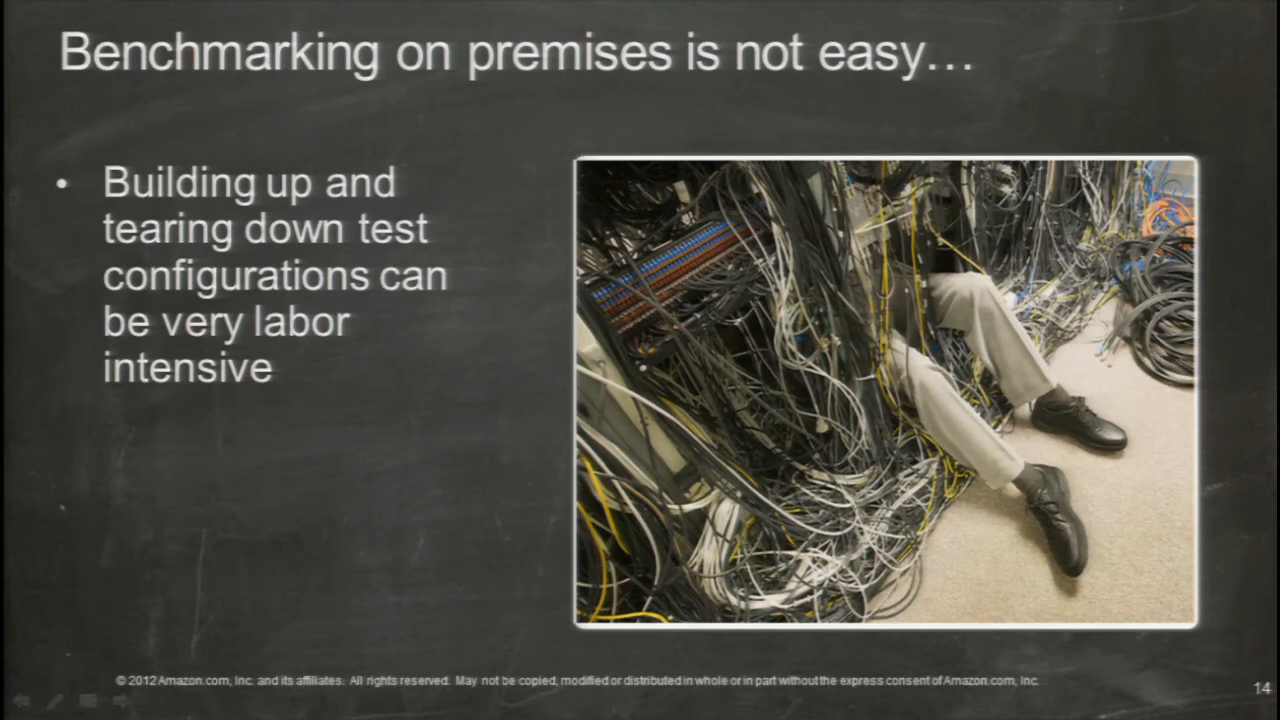 Benchmarking on premises is not easy…
• Building up and
tearing down test
configurations can
be very labor
intensive
© 2012 Amazon.com, Inc. and its affiliates. All rights reserved. May not be copied, modified or distributed in whole or in part without the express consent of Amazon.com, Inc.
14